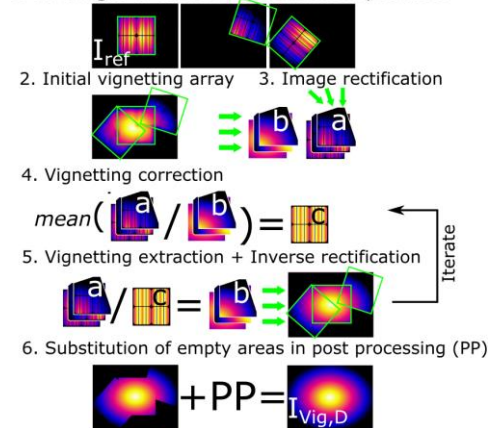 I_ref
2. Initial vignetting array 3. Image rectification
b a
4. Vignetting correction
mean(a/b)=c
5. Vignetting extraction + Inverse rectification
a/c=b
Iterate
6. Substitution of empty areas in post processing (PP)
+PP=I_Vig,D